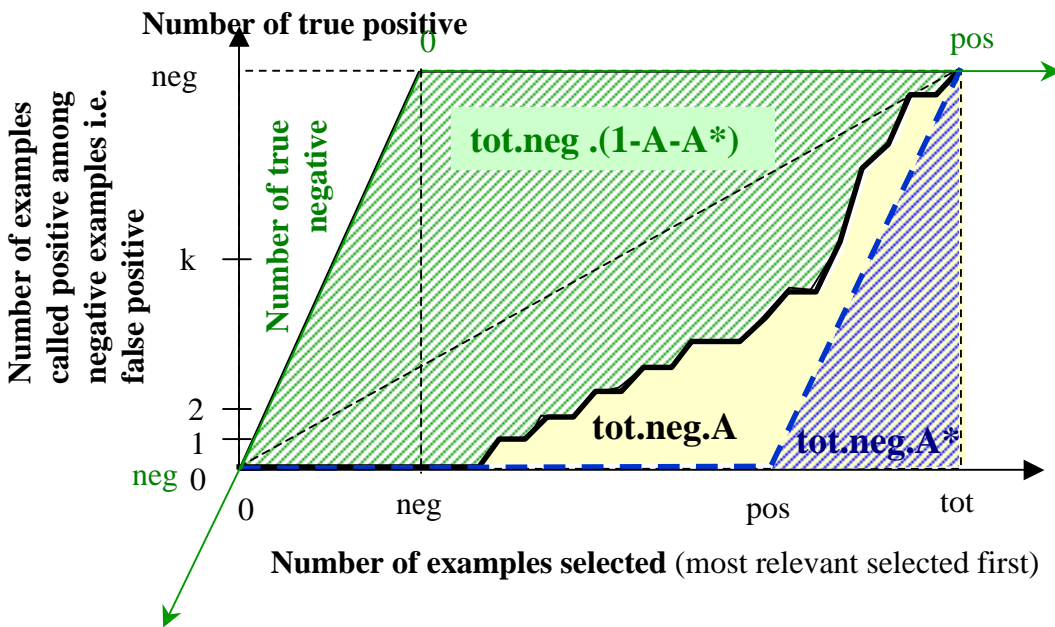 Number of true positive
0
pos
neg
Number of examples
called positive among
negative examples i.e.
false positive
Number of true
negative
tot.neg .(1-A-A*)
k
2
1
0
neg
tot.neg.A
tot.neg.A*
0
neg
pos
tot
Number of examples selected (most relevant selected first)